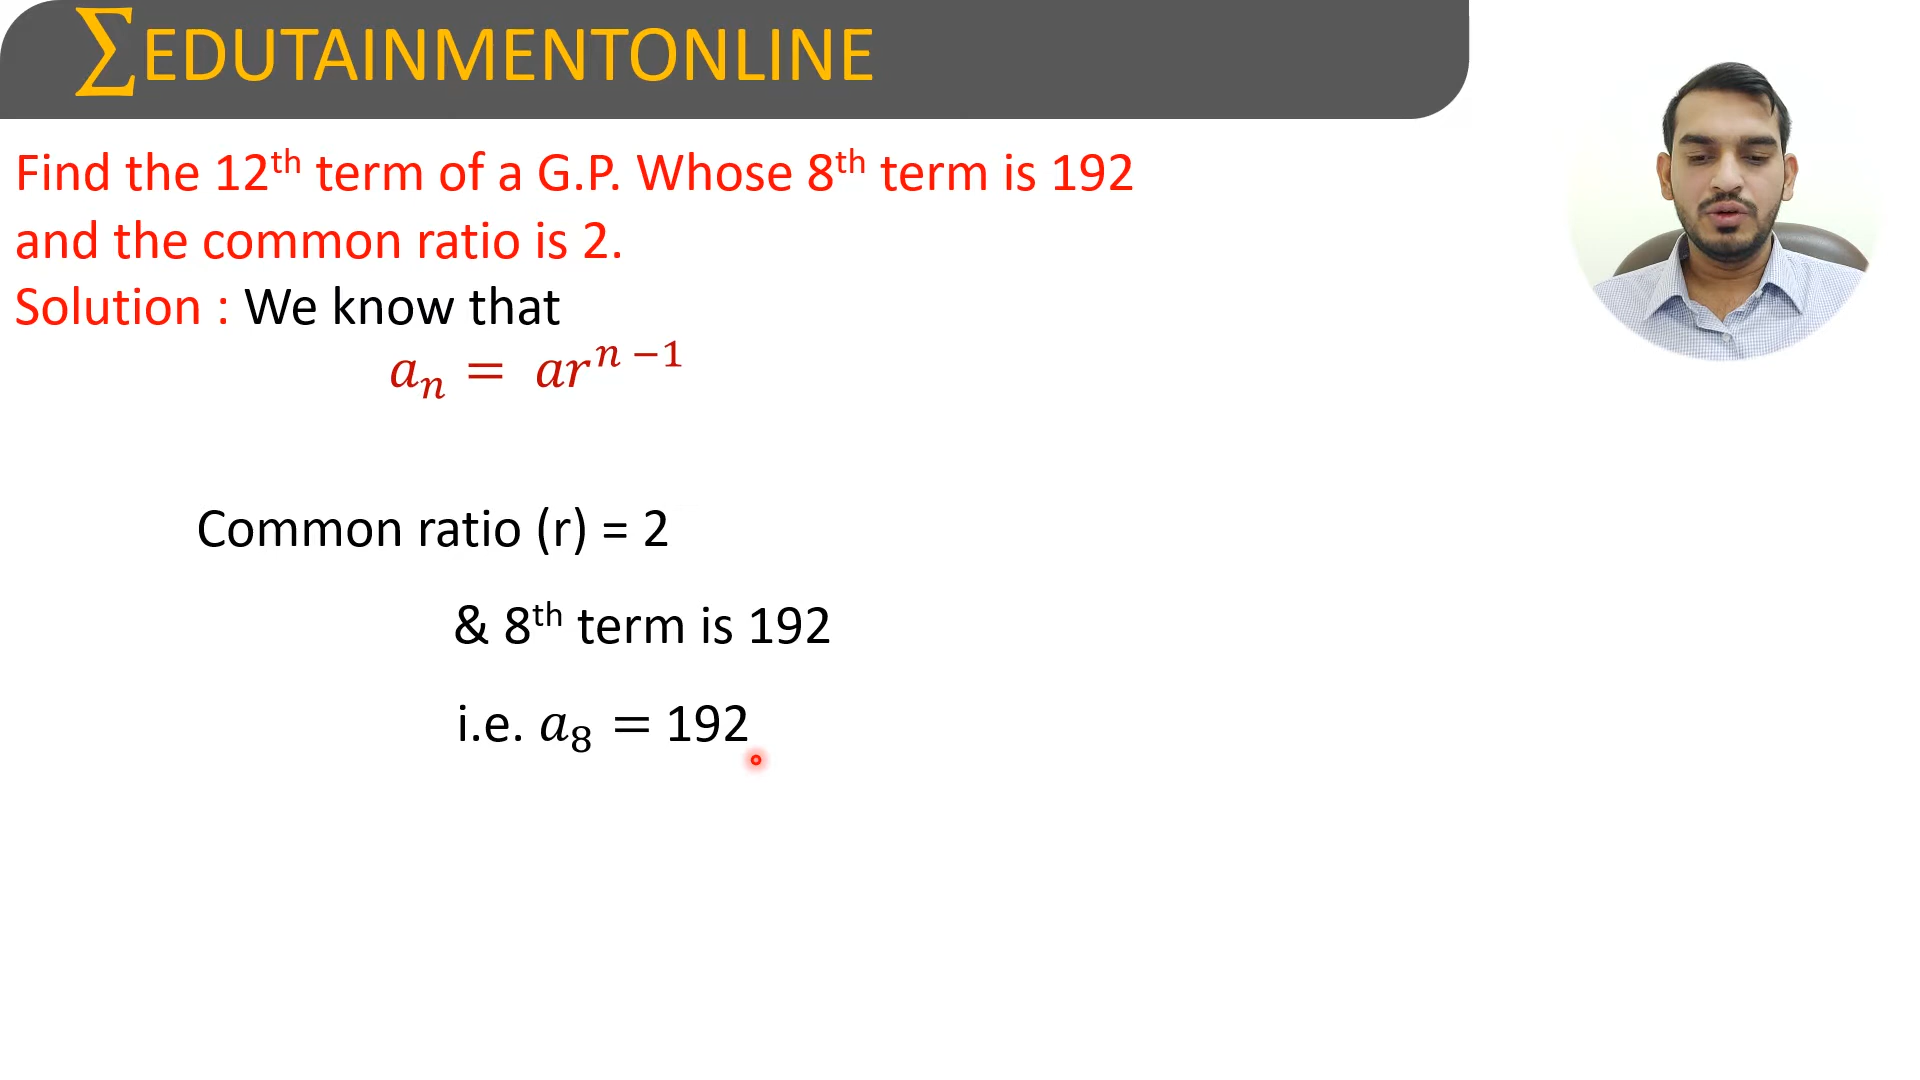 ∑EDUTAINMENTONLINE
Find the 12th term of a G.P. Whose 8th term is 192
and the common ratio is 2.
Solution : We know that
aₙ = arⁿ ⁻¹
Common ratio (r) = 2
& 8th term is 192
i.e. a₈ = 192